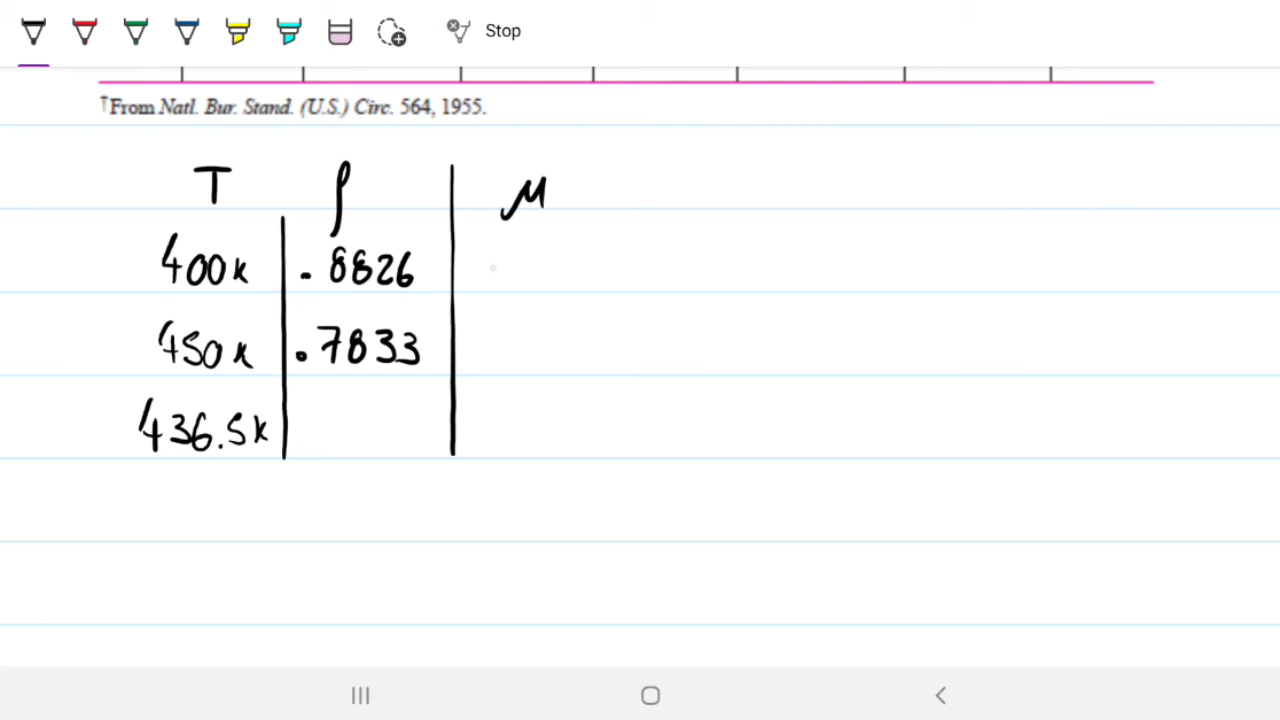 Stop
†From Natl. Bur. Stand. (U.S.) Circ. 564, 1955.
T ρ μ
400K .8826
450K .7833
436.5K